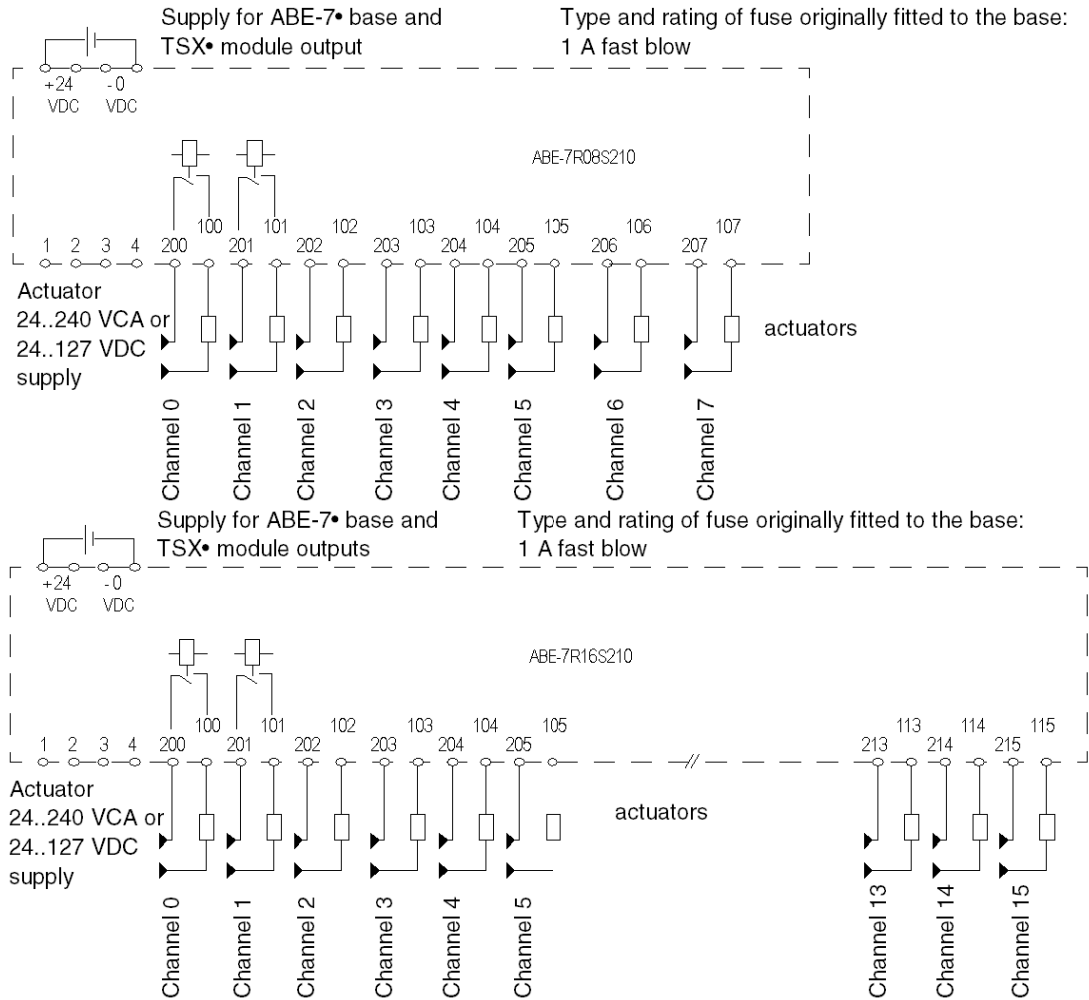 Supply for ABE-7• base and
TSX• module output
Type and rating of fuse originally fitted to the base:
1 A fast blow
+24 -0
VDC VDC
ABE-7R08S210
100 101 102 103 104 105 106 107
1 2 3 4 200 201 202 203 204 205 206 207
Actuator
24..240 VCA or
24..127 VDC
supply
actuators
Channel 0
Channel 1
Channel 2
Channel 3
Channel 4
Channel 5
Channel 6
Channel 7
Supply for ABE-7• base and
TSX• module outputs
Type and rating of fuse originally fitted to the base:
1 A fast blow
+24 -0
VDC VDC
ABE-7R16S210
100 101 102 103 104 105 113 114 115
1 2 3 4 200 201 202 203 204 205 213 214 215
Actuator
24..240 VCA or
24..127 VDC
supply
actuators
Channel 0
Channel 1
Channel 2
Channel 3
Channel 4
Channel 5
Channel 13
Channel 14
Channel 15